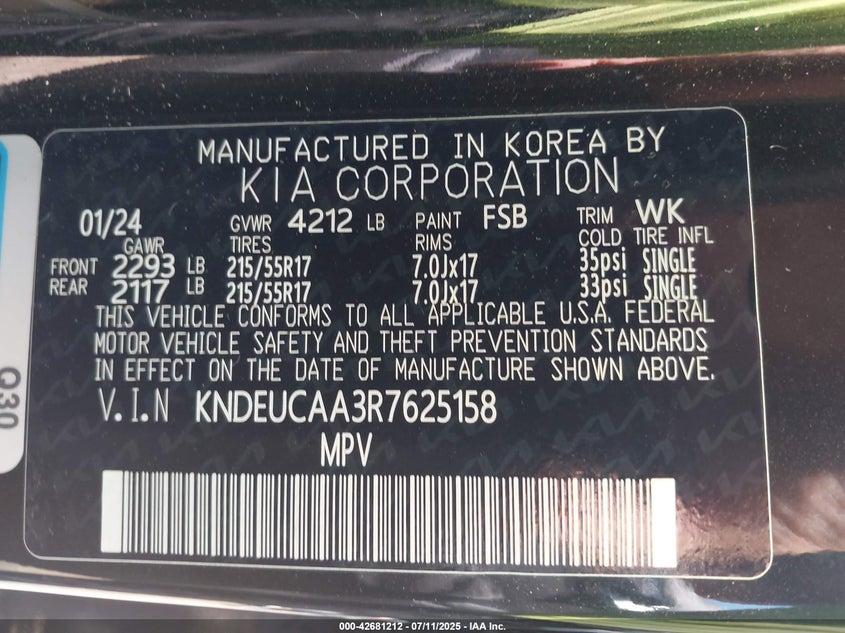 MANUFACTURED IN KOREA BY
KIA CORPORATION
01/24 GVWR 4212 LB PAINT FSB TRIM WK
GAWR TIRES RIMS COLD TIRE INFL
FRONT 2293 LB 215/55R17 7.0Jx17 35psi SINGLE
REAR 2117 LB 215/55R17 7.0Jx17 33psi SINGLE
THIS VEHICLE CONFORMS TO ALL APPLICABLE U.S.A. FEDERAL
MOTOR VEHICLE SAFETY AND THEFT PREVENTION STANDARDS
IN EFFECT ON THE DATE OF MANUFACTURE SHOWN ABOVE.
V.I.N KNDEUCAA3R7625158
MPV
Q30
000-42681212 - 07/11/2025 - IAA Inc.